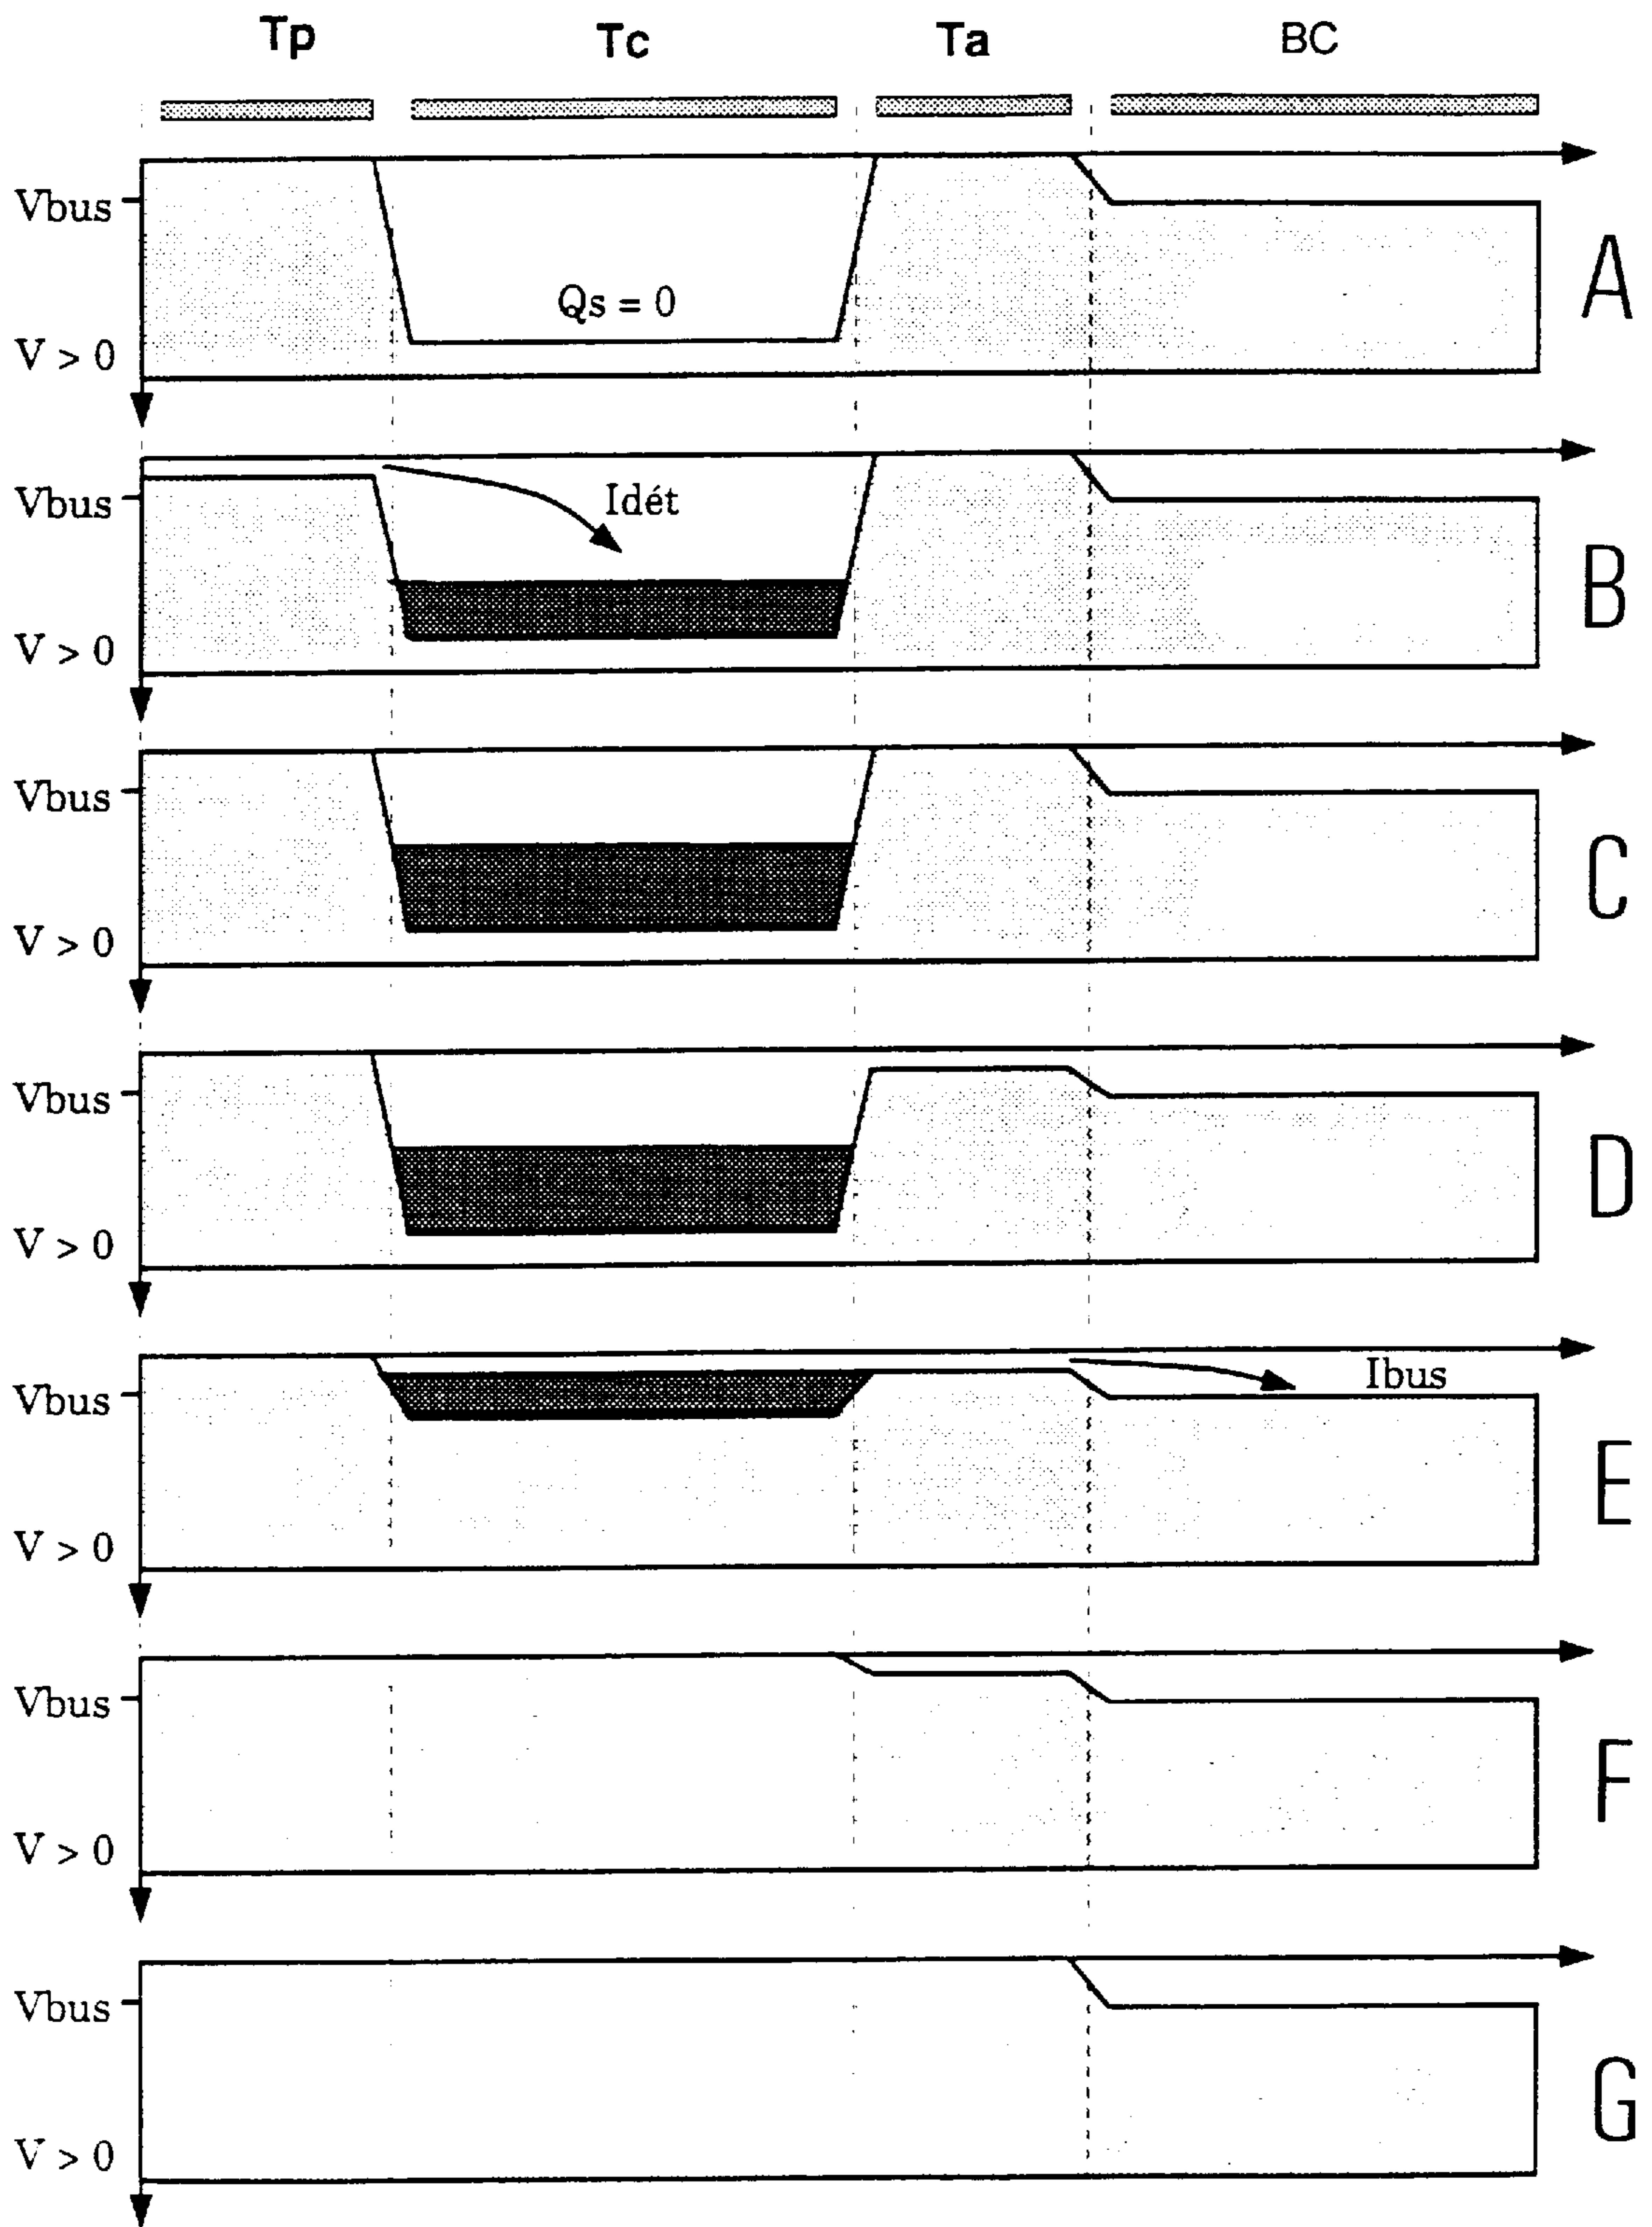 Tp Tc Ta BC
Vbus
Qs = 0
V > 0
A
Vbus
Idét
V > 0
B
Vbus
V > 0
C
Vbus
V > 0
D
Vbus
Ibus
V > 0
E
Vbus
V > 0
F
Vbus
V > 0
G